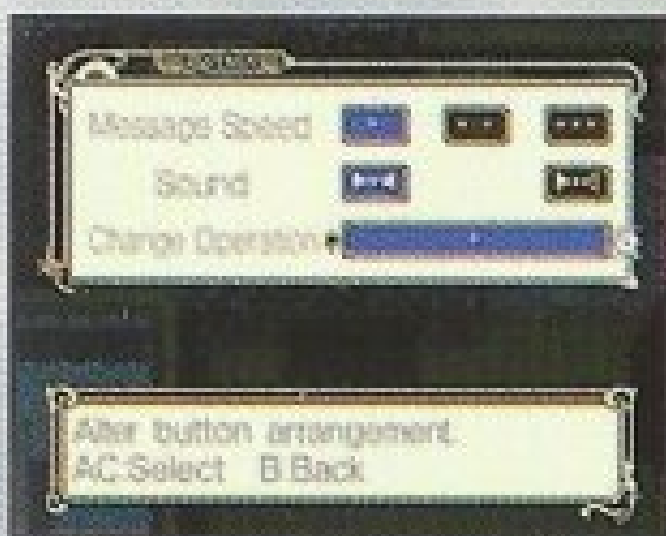 Message Speed
Sound
Change Operation
Alter button arrangement.
AC:Select B:Back